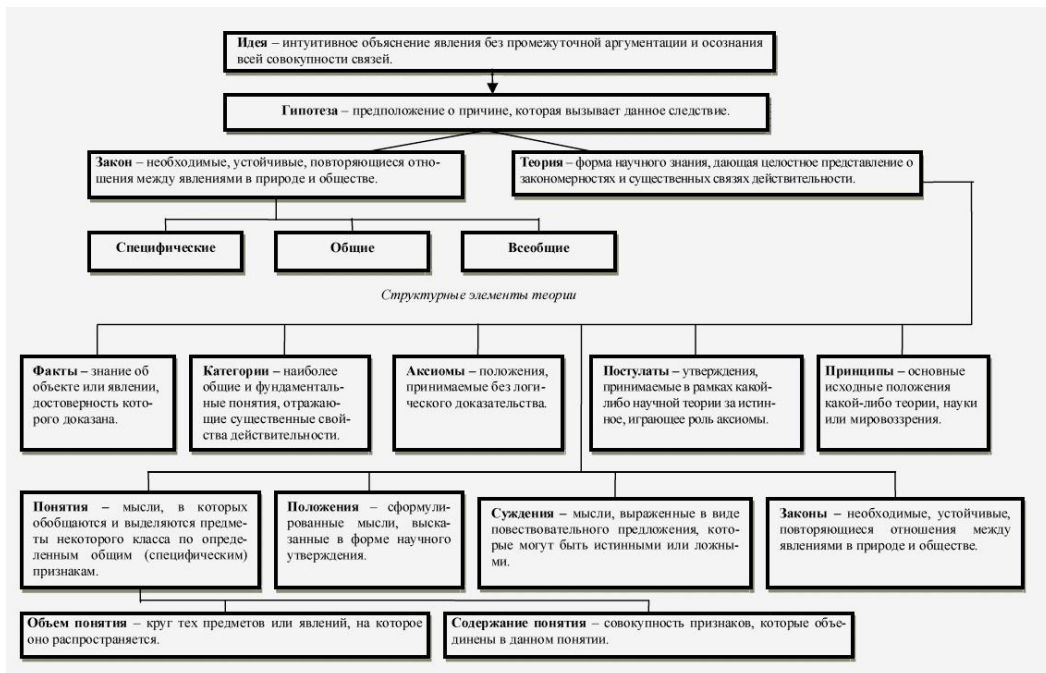 Идея – интуитивное объяснение явления без промежуточной аргументации и осознания
всей совокупности связей.
Гипотеза – предположение о причине, которая вызывает данное следствие.
Закон – необходимые, устойчивые, повторяющиеся отно-
шения между явлениями в природе и обществе.
Теория – форма научного знания, дающая целостное представление о
закономерностях и существенных связях действительности.
Специфические
Общие
Всеобщие
Структурные элементы теории
Факты – знание об
объекте или явлении,
достоверность кото-
рого доказана.
Категории – наиболее
общие и фундаменталь-
ные понятия, отражаю-
щие существенные свой-
ства действительности.
Аксиомы – положения,
принимаемые без логи-
ческого доказательства.
Постулаты – утверждения,
принимаемые в рамках какой-
либо научной теории за истин-
ное, играющее роль аксиомы.
Принципы – основные
исходные положения
какой-либо теории, науки
или мировоззрения.
Понятия – мысли, в которых
обобщаются и выделяются предме-
ты некоторого класса по опреде-
ленным общим (специфическим)
признакам.
Положения – сформули-
рованные мысли, выска-
занные в форме научного
утверждения.
Суждения – мысли, выраженные в виде
повествовательного предложения, кото-
рые могут быть истинными или ложны-
ми.
Законы – необходимые, устойчивые,
повторяющиеся отношения между
явлениями в природе и обществе.
Объем понятия – круг тех предметов или явлений, на которое
оно распространяется.
Содержание понятия – совокупность признаков, которые объе-
динены в данном понятии.